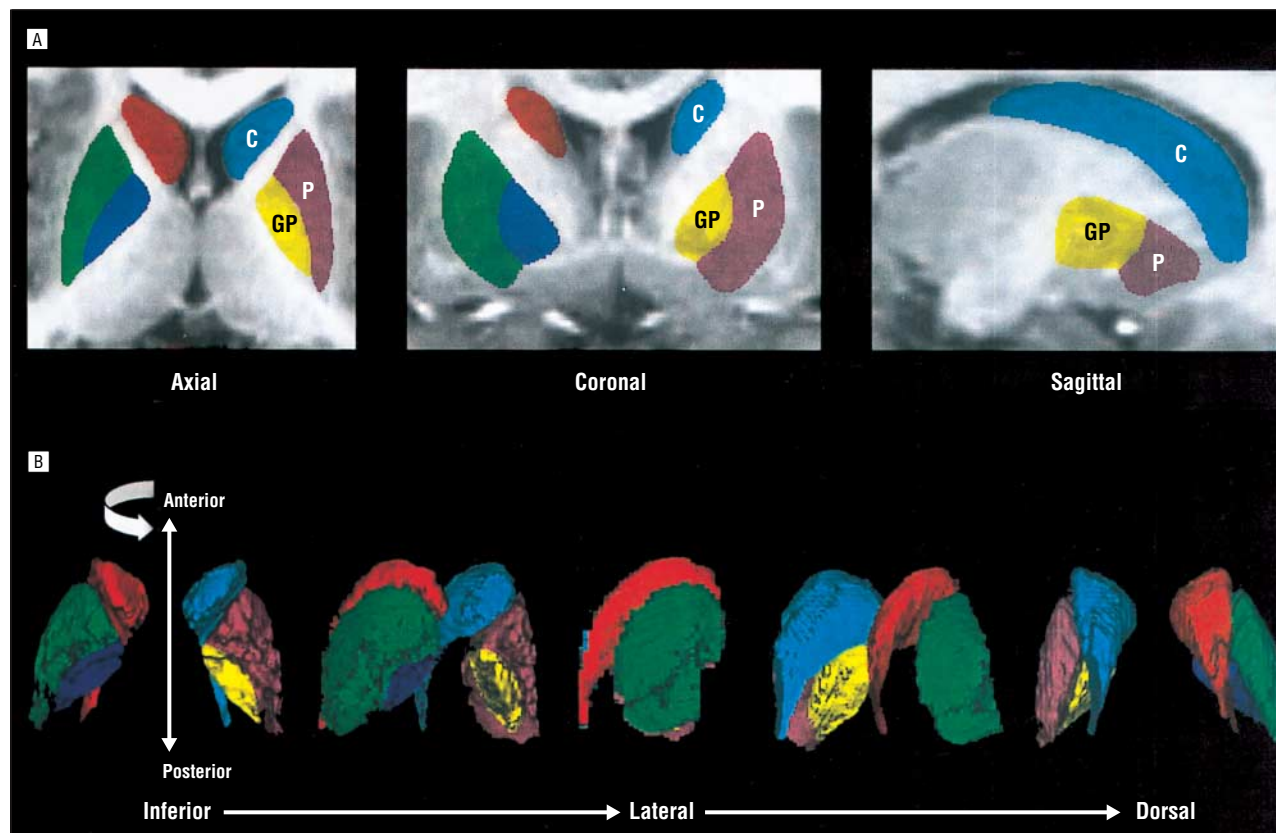 A
C
P
GP
Axial
C
GP
P
Coronal
C
GP
P
Sagittal
B
Anterior
Posterior
Inferior
Lateral
Dorsal